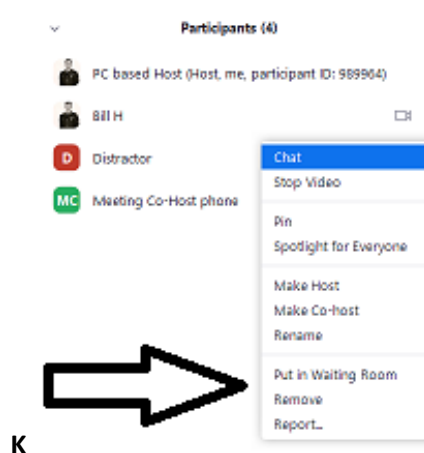 Participants (4)
PC based Host (Host, me, participant ID: 989964)
Bill H
D Distractor
MC Meeting Co-Host phone
Chat
Stop Video
Pin
Spotlight for Everyone
Make Host
Make Co-host
Rename
Put in Waiting Room
Remove
Report...
K